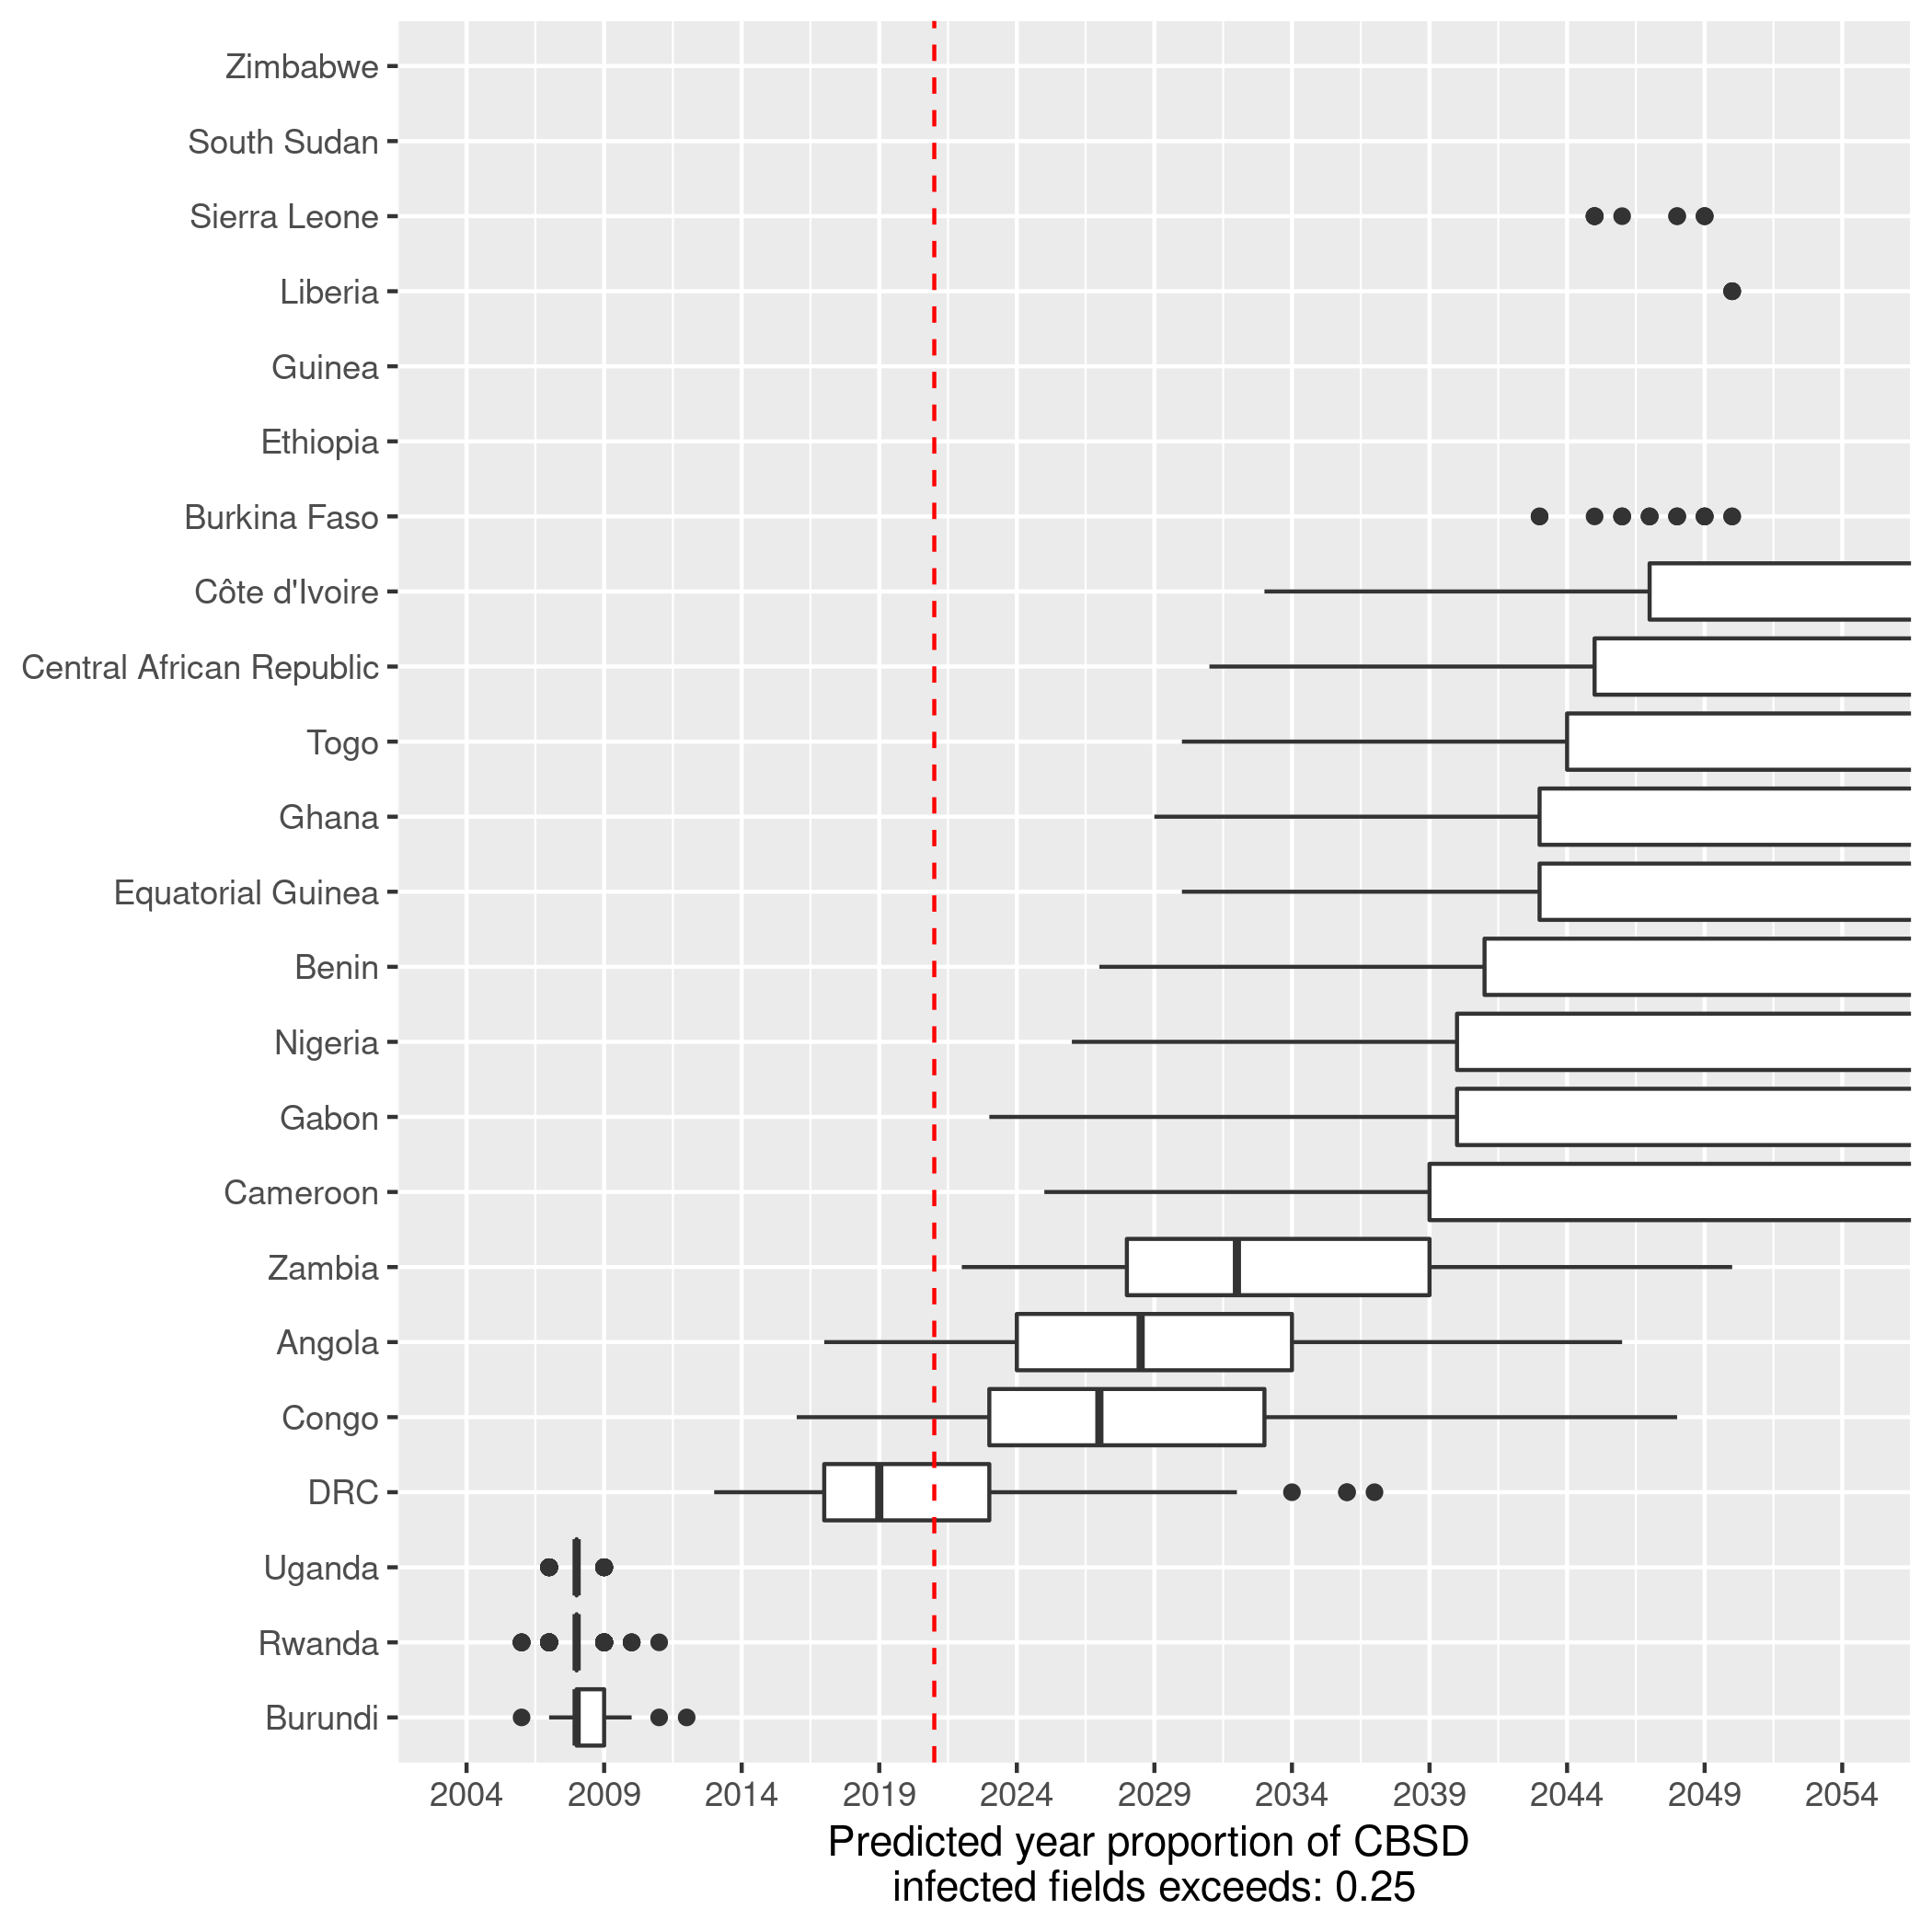 Zimbabwe
South Sudan
Sierra Leone
Liberia
Guinea
Ethiopia
Burkina Faso
Côte d'Ivoire
Central African Republic
Togo
Ghana
Equatorial Guinea
Benin
Nigeria
Gabon
Cameroon
Zambia
Angola
Congo
DRC
Uganda
Rwanda
Burundi
2004 2009 2014 2019 2024 2029 2034 2039 2044 2049 2054
Predicted year proportion of CBSD
infected fields exceeds: 0.25